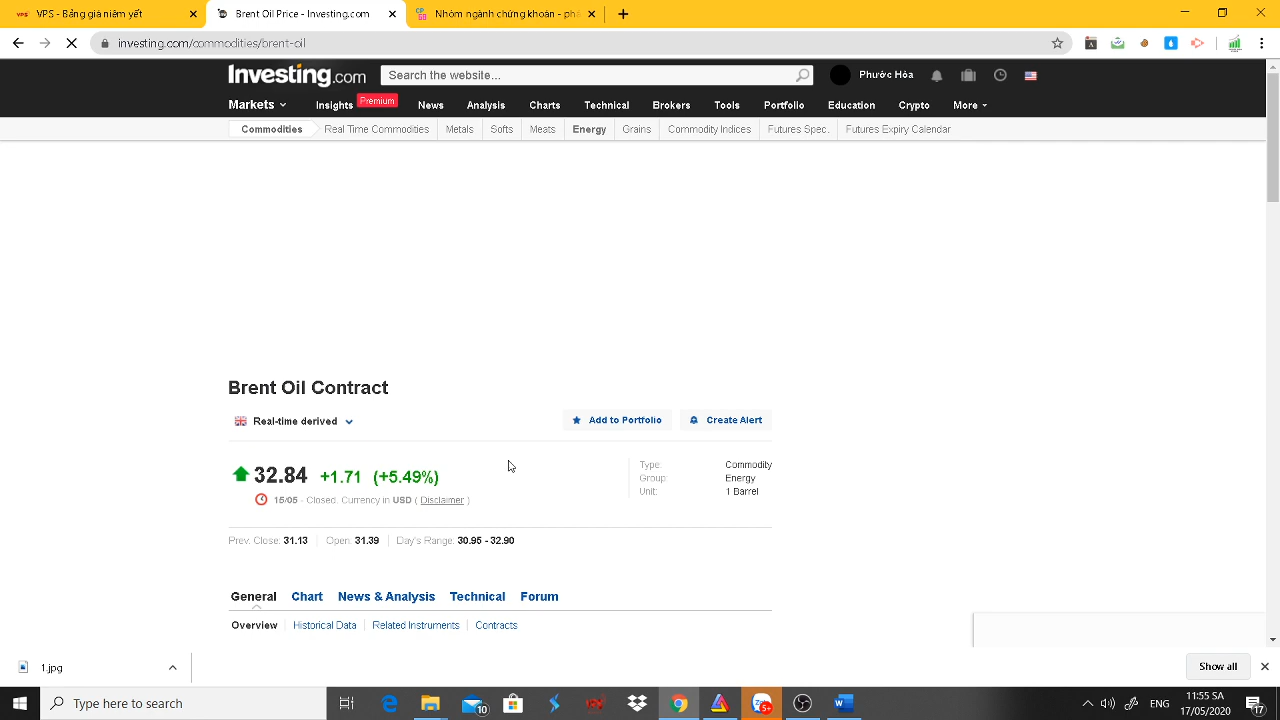 VPS - Bảng giá niêm yết
Brent Oil Price - Investing.com
Nhóm ngành chứng khoán - phâ
investing.com/commodities/brent-oil
Investing.com
Search the website...
Phước Hòa
Markets
Insights
Premium
News
Analysis
Charts
Technical
Brokers
Tools
Portfolio
Education
Crypto
More
Commodities
Real Time Commodities
Metals
Softs
Meats
Energy
Grains
Commodity Indices
Futures Spec.
Futures Expiry Calendar
Brent Oil Contract
Real-time derived
Add to Portfolio
Create Alert
32.84 +1.71 (+5.49%)
15/05 - Closed. Currency in USD ( Disclaimer )
Type: Commodity
Group: Energy
Unit: 1 Barrel
Prev. Close: 31.13
Open: 31.39
Day's Range: 30.95 - 32.90
General
Chart
News & Analysis
Technical
Forum
Overview
Historical Data
Related Instruments
Contracts
1.jpg
Show all
Type here to search
10
5+
ENG
11:55 SA
17/05/2020
17